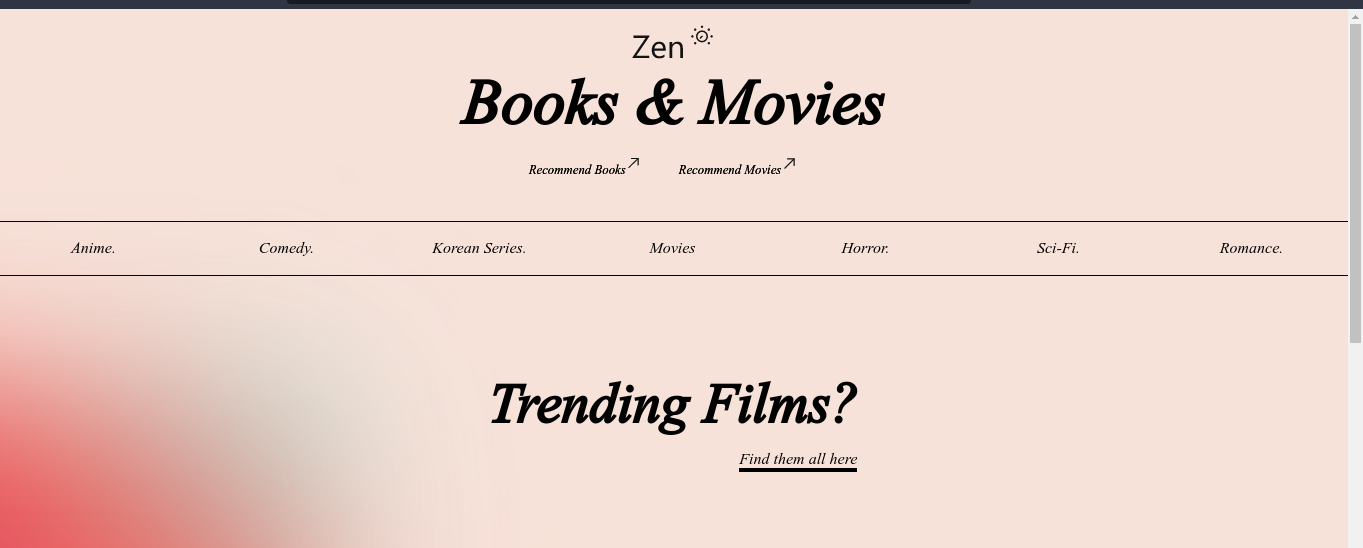 Zen
Books & Movies
Recommend Books Recommend Movies
Anime. Comedy. Korean Series. Movies Horror. Sci-Fi. Romance.
Trending Films?
Find them all here